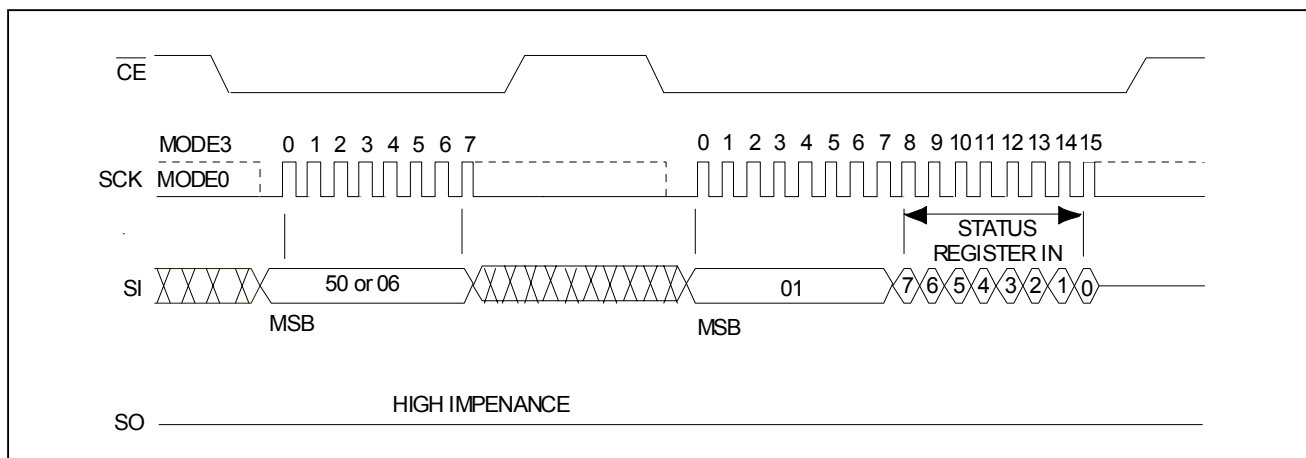 CE
MODE3 0 1 2 3 4 5 6 7 0 1 2 3 4 5 6 7 8 9 10 11 12 13 14 15
SCK MODE0
STATUS
REGISTER IN
SI 50 or 06 01 7 6 5 4 3 2 1 0
MSB MSB
HIGH IMPENANCE
SO